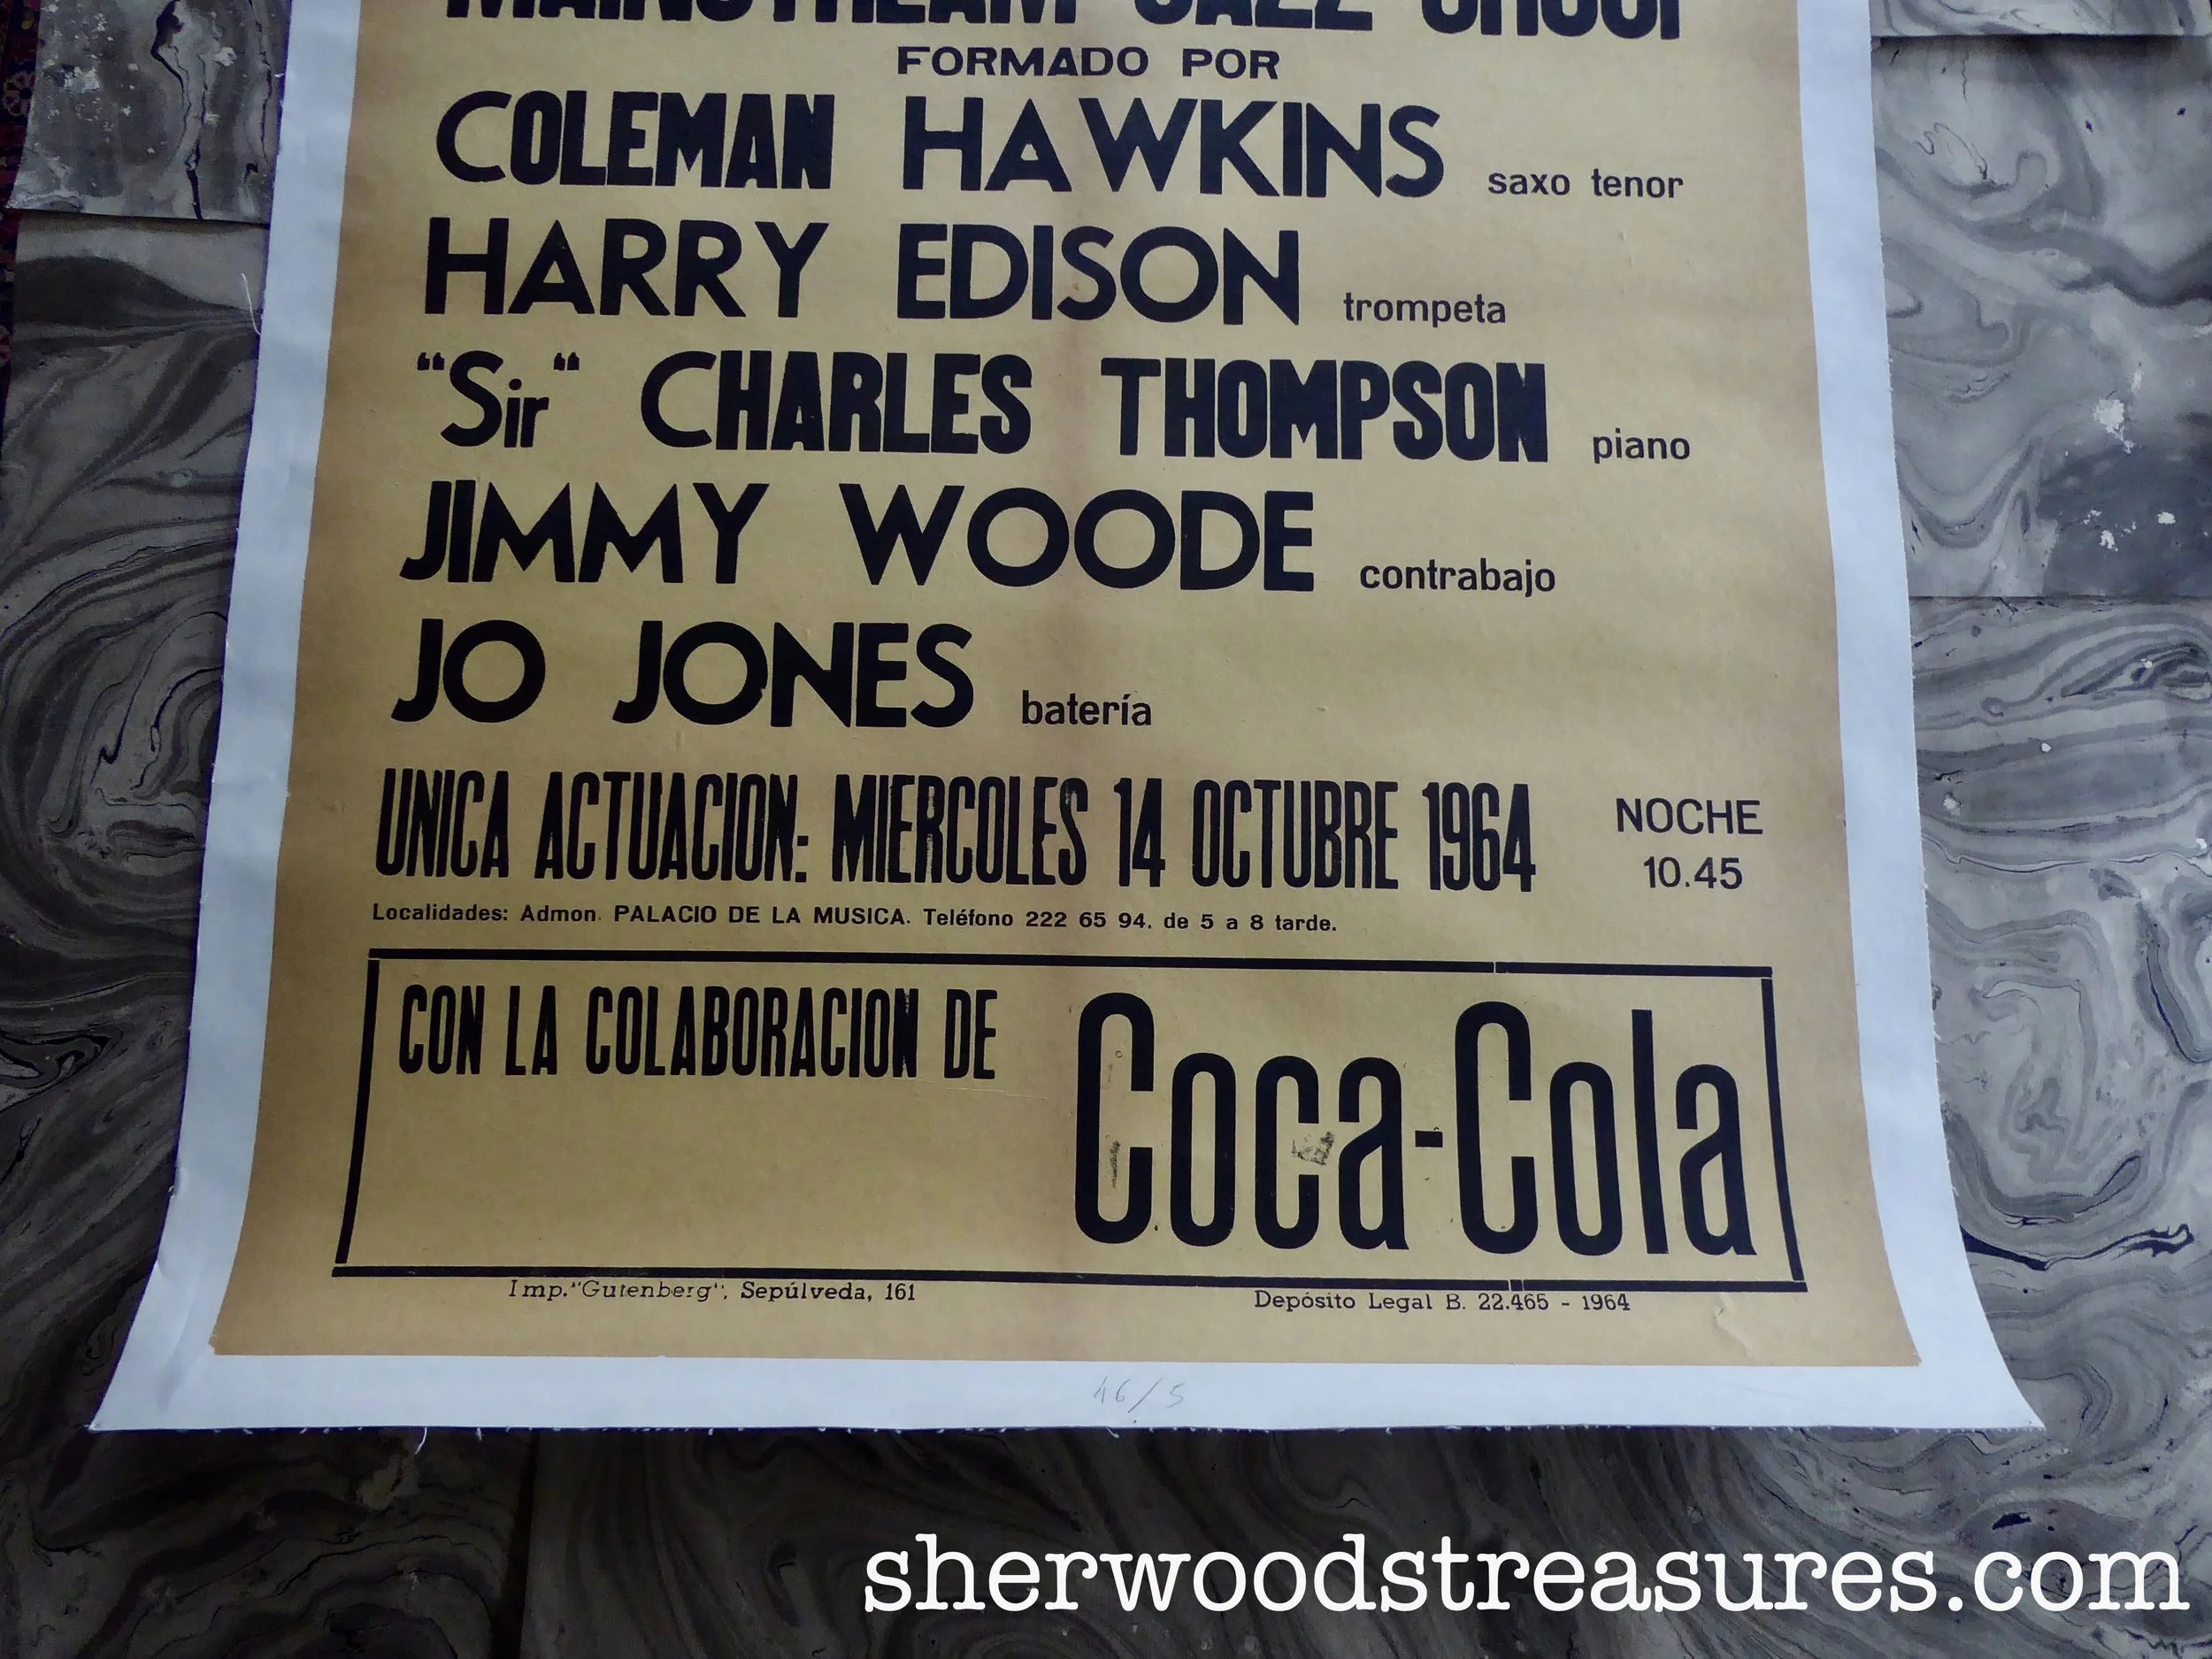 MAINSTREAM JAZZ GROUP
FORMADO POR
COLEMAN HAWKINS saxo tenor
HARRY EDISON trompeta
“Sir“ CHARLES THOMPSON piano
JIMMY WOODE contrabajo
JO JONES batería
UNICA ACTUACION: MIERCOLES 14 OCTUBRE 1964 NOCHE 10.45
Localidades: Admon. PALACIO DE LA MUSICA. Teléfono 222 65 94. de 5 a 8 tarde.
CON LA COLABORACION DE Coca-Cola
Imp. "Gutenberg", Sepúlveda, 161
Depósito Legal B. 22.465 - 1964
46/5
sherwoodstreasures.com